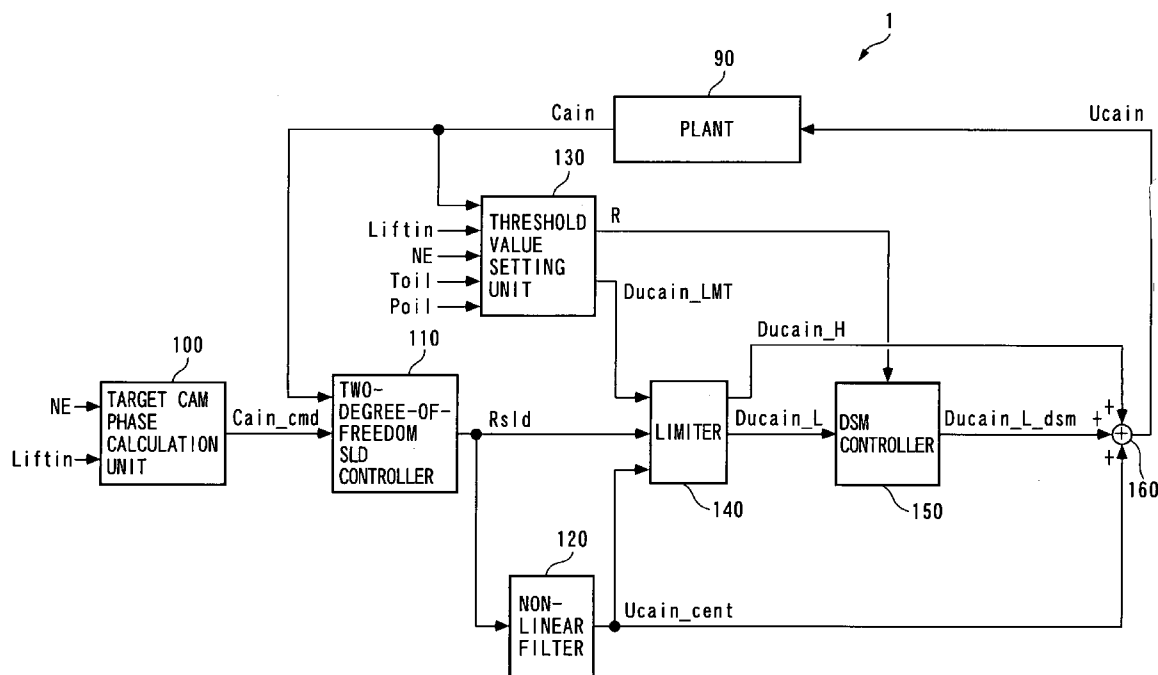 1
90
Cain
PLANT
Ucain
130
THRESHOLD
VALUE
SETTING
UNIT
R
Liftin
NE
Toil
Poil
Ducain_LMT
Ducain_H
100
110
NE
Liftin
TARGET CAM
PHASE
CALCULATION
UNIT
Cain_cmd
TWO-
DEGREE-OF-
FREEDOM
SLD
CONTROLLER
Rsld
LIMITER
140
Ducain_L
DSM
CONTROLLER
150
Ducain_L_dsm
+
+
+
160
120
NON-
LINEAR
FILTER
Ucain_cent